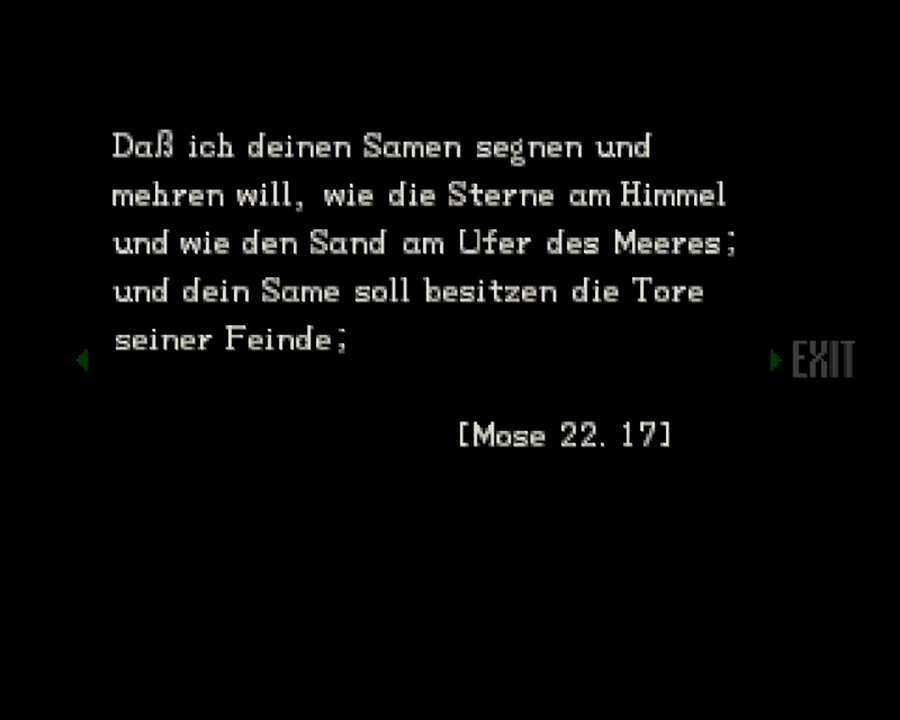 Daß ich deinen Samen segnen und
mehren will, wie die Sterne am Himmel
und wie den Sand am Ufer des Meeres;
und dein Same soll besitzen die Tore
seiner Feinde;
EXIT
[Mose 22. 17]